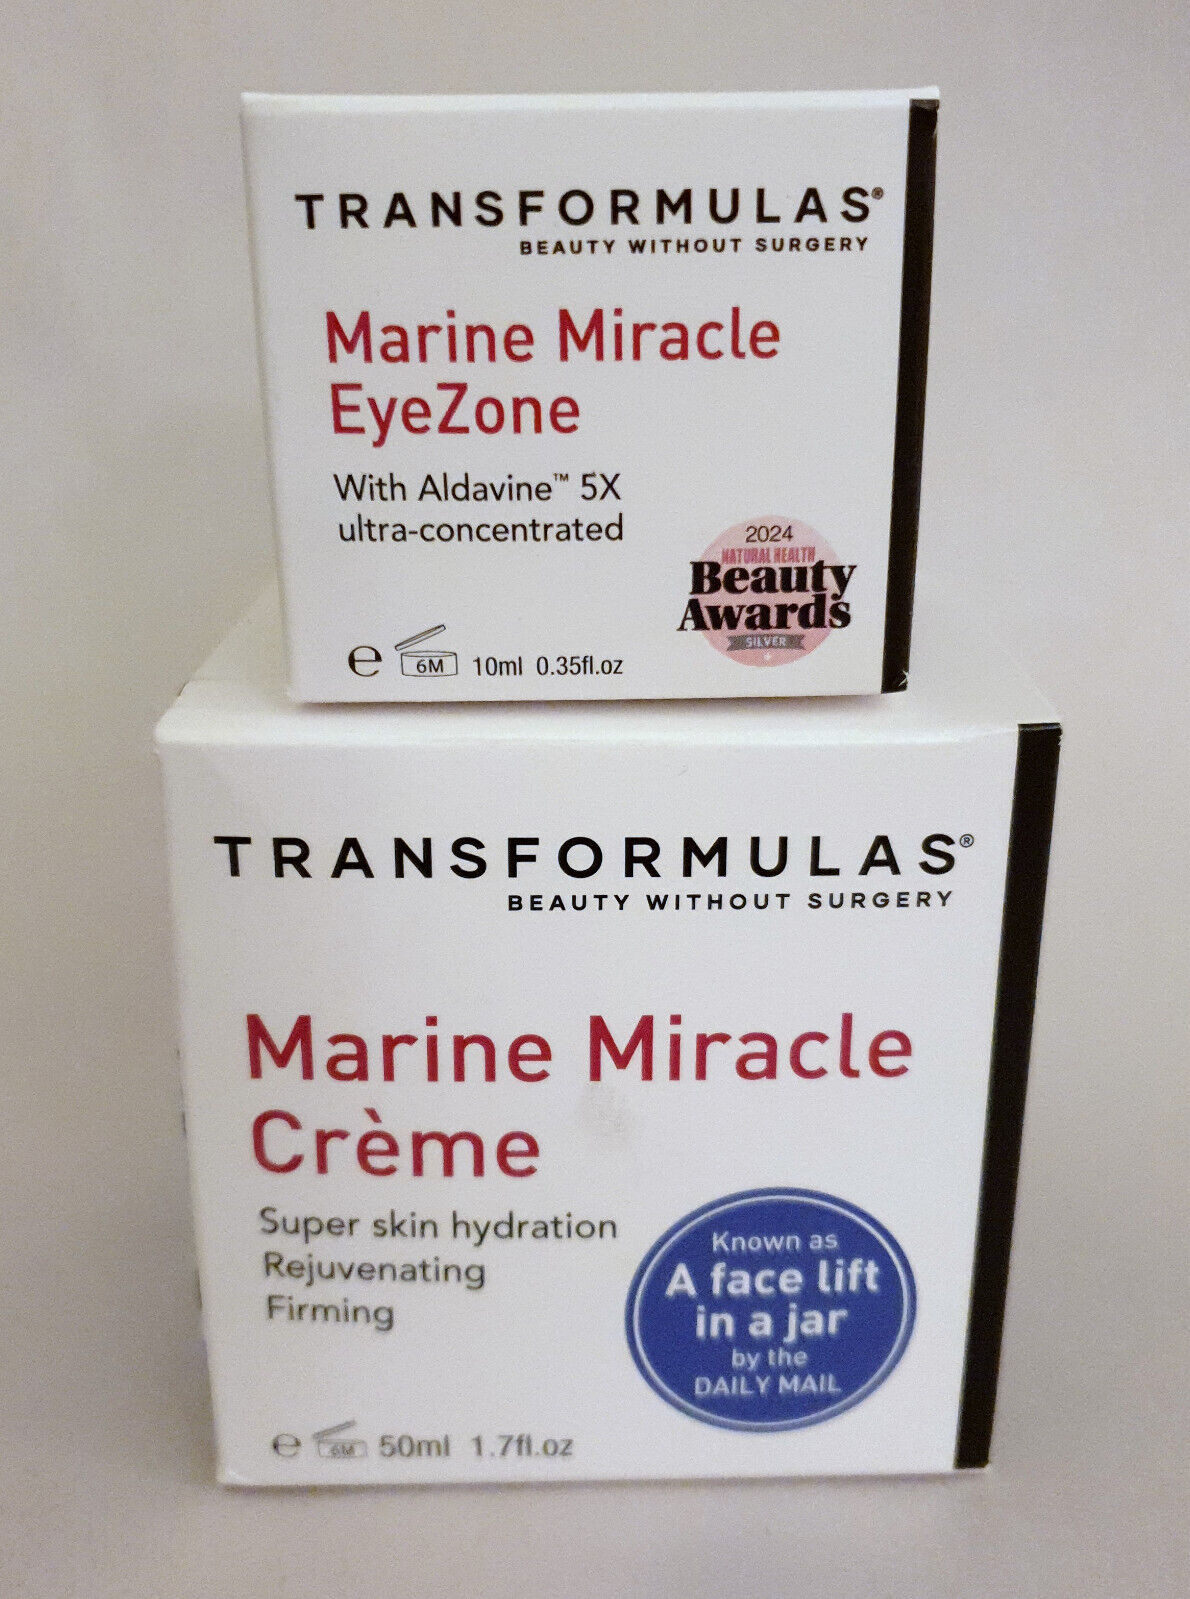 TRANSFORMULAS®
BEAUTY WITHOUT SURGERY
Marine Miracle
EyeZone
With Aldavine™ 5X
ultra-concentrated
2024
NATURAL HEALTH
Beauty
Awards
SILVER
e 6M 10ml 0.35fl.oz
TRANSFORMULAS®
BEAUTY WITHOUT SURGERY
Marine Miracle
Crème
Super skin hydration
Rejuvenating
Firming
Known as
A face lift
in a jar
by the
DAILY MAIL
e 6M 50ml 1.7fl.oz